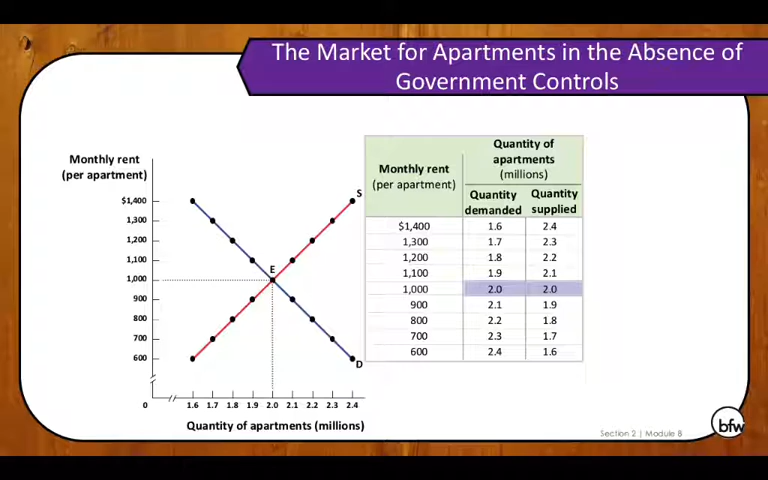 The Market for Apartments in the Absence of
Government Controls
Monthly rent
(per apartment)
$1,400
1,300
1,200
1,100
1,000
900
800
700
600
0
1.6 1.7 1.8 1.9 2.0 2.1 2.2 2.3 2.4
Quantity of apartments (millions)
S
E
D
Quantity of
apartments
(millions)
Monthly rent
(per apartment)
Quantity demanded
Quantity supplied
$1,400 1.6 2.4
1,300 1.7 2.3
1,200 1.8 2.2
1,100 1.9 2.1
1,000 2.0 2.0
900 2.1 1.9
800 2.2 1.8
700 2.3 1.7
600 2.4 1.6
Section 2 | Module 8
bfw